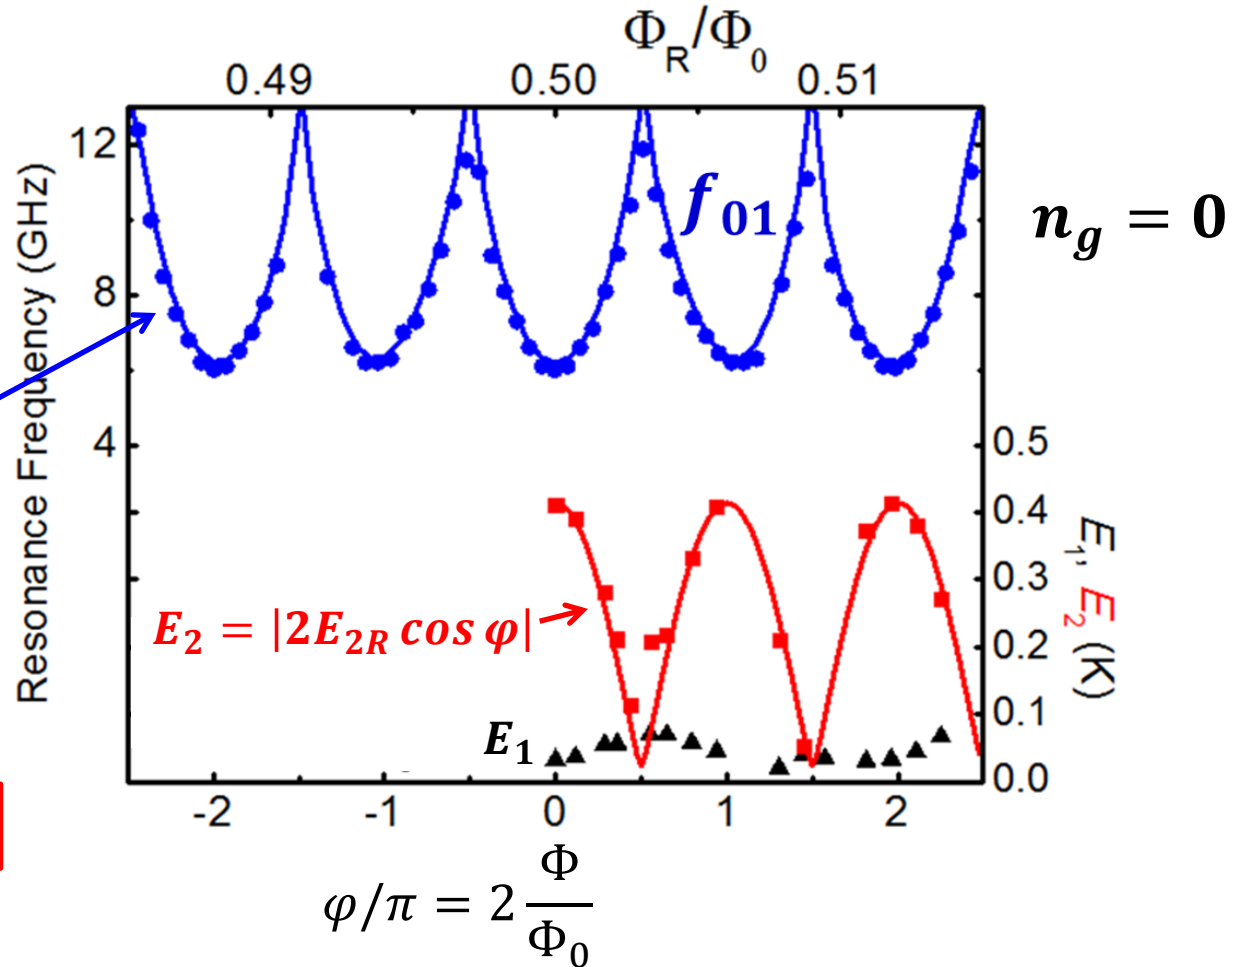 Φ_R/Φ_0
0.49 0.50 0.51
12
8
4
Resonance Frequency (GHz)
f_01
n_g = 0
0.5
0.4
0.3
0.2
0.1
0.0
E_1, E_2 (K)
E_2 = |2E_2R cos φ|
E_1
-2 -1 0 1 2
φ/π = 2 Φ/Φ_0